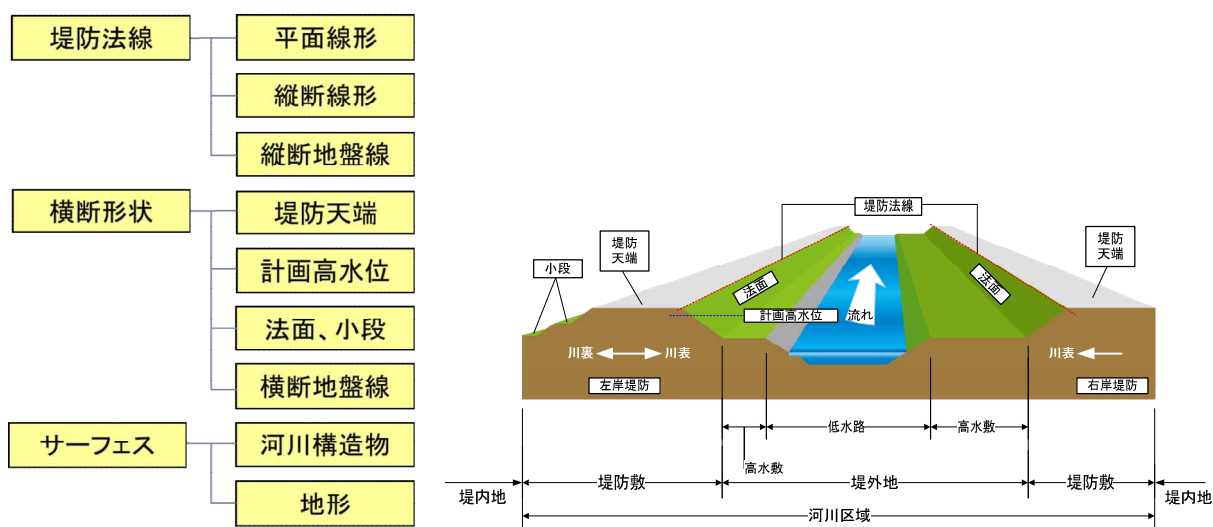 堤防法線
平面線形
縦断線形
縦断地盤線
横断形状
堤防天端
計画高水位
法面、小段
横断地盤線
サーフェス
河川構造物
地形
堤防法線
堤防
天端
堤防
天端
小段
法面
法面
計画高水位
流れ
川裏
川表
川表
左岸堤防
右岸堤防
低水路
高水敷
高水敷
堤内地
堤防敷
堤外地
堤防敷
堤内地
河川区域